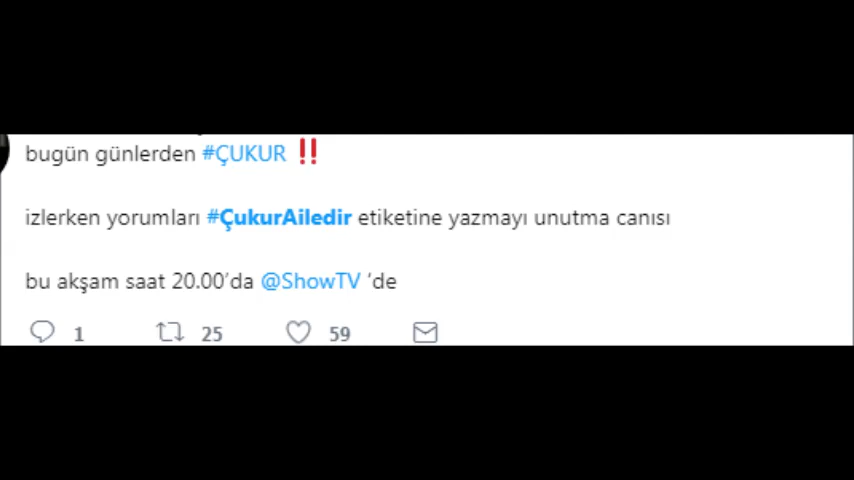 bugün günlerden #ÇUKUR ‼
izlerken yorumları #ÇukurAiledir etiketine yazmayı unutma canısı
bu akşam saat 20.00'da @ShowTV 'de
1 25 59